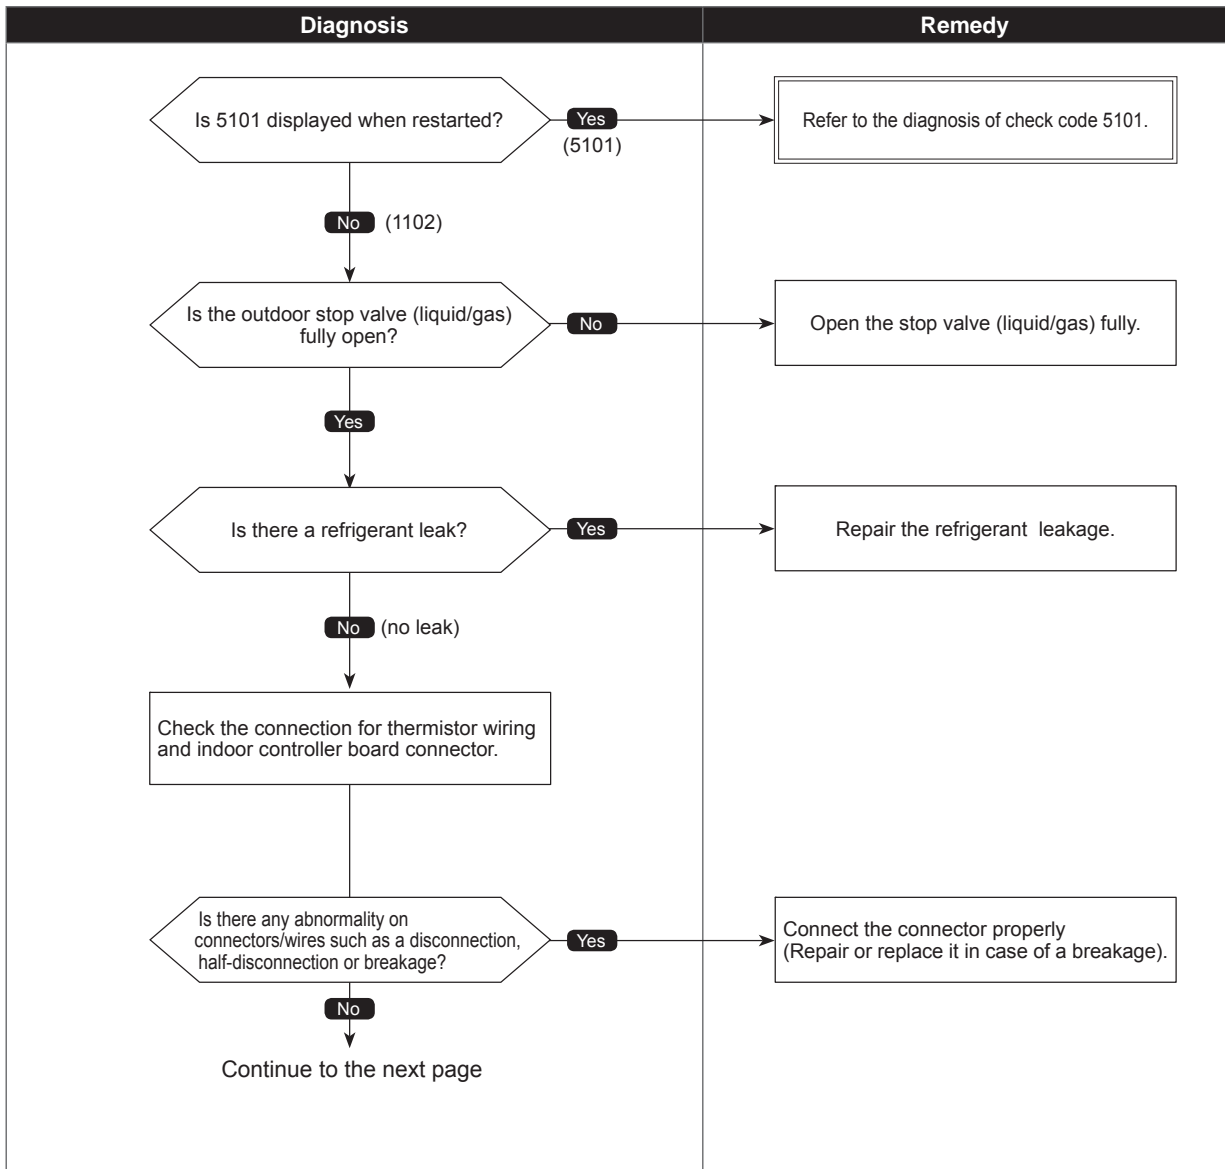 Diagnosis
Remedy
Is 5101 displayed when restarted?
Yes
(5101)
Refer to the diagnosis of check code 5101.
No (1102)
Is the outdoor stop valve (liquid/gas)
fully open?
No
Open the stop valve (liquid/gas) fully.
Yes
Is there a refrigerant leak?
Yes
Repair the refrigerant leakage.
No (no leak)
Check the connection for thermistor wiring
and indoor controller board connector.
Is there any abnormality on
connectors/wires such as a disconnection,
half-disconnection or breakage?
Yes
Connect the connector properly
(Repair or replace it in case of a breakage).
No
Continue to the next page